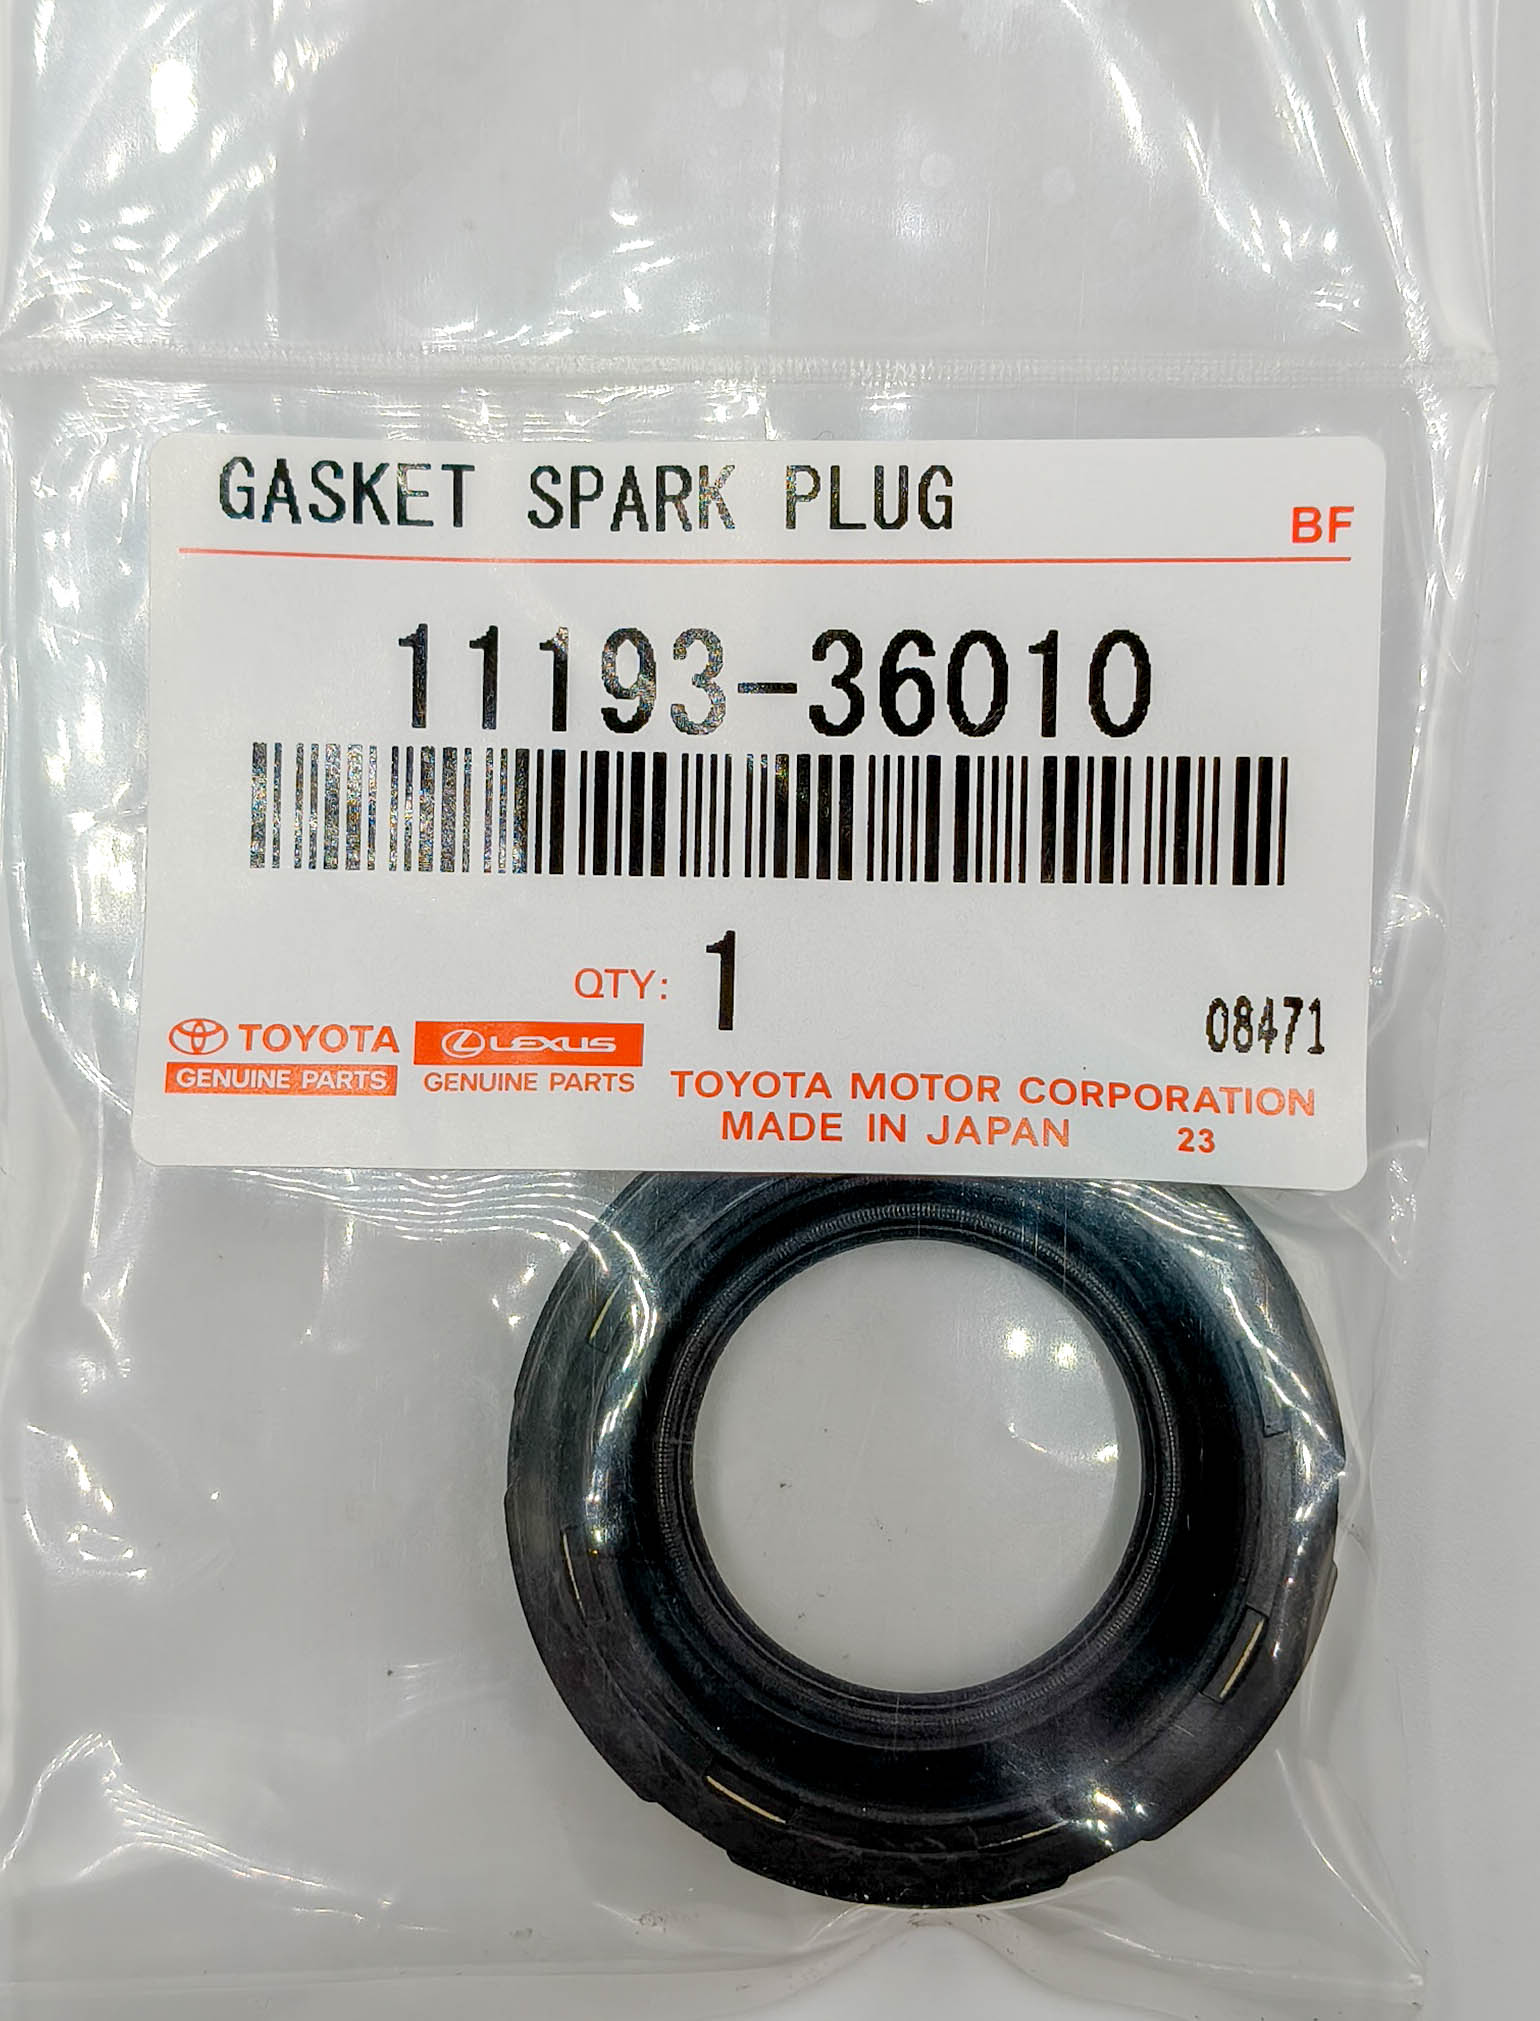 GASKET SPARK PLUG
BF
11193-36010
QTY: 1
08471
TOYOTA LEXUS
GENUINE PARTS GENUINE PARTS TOYOTA MOTOR CORPORATION
MADE IN JAPAN 23